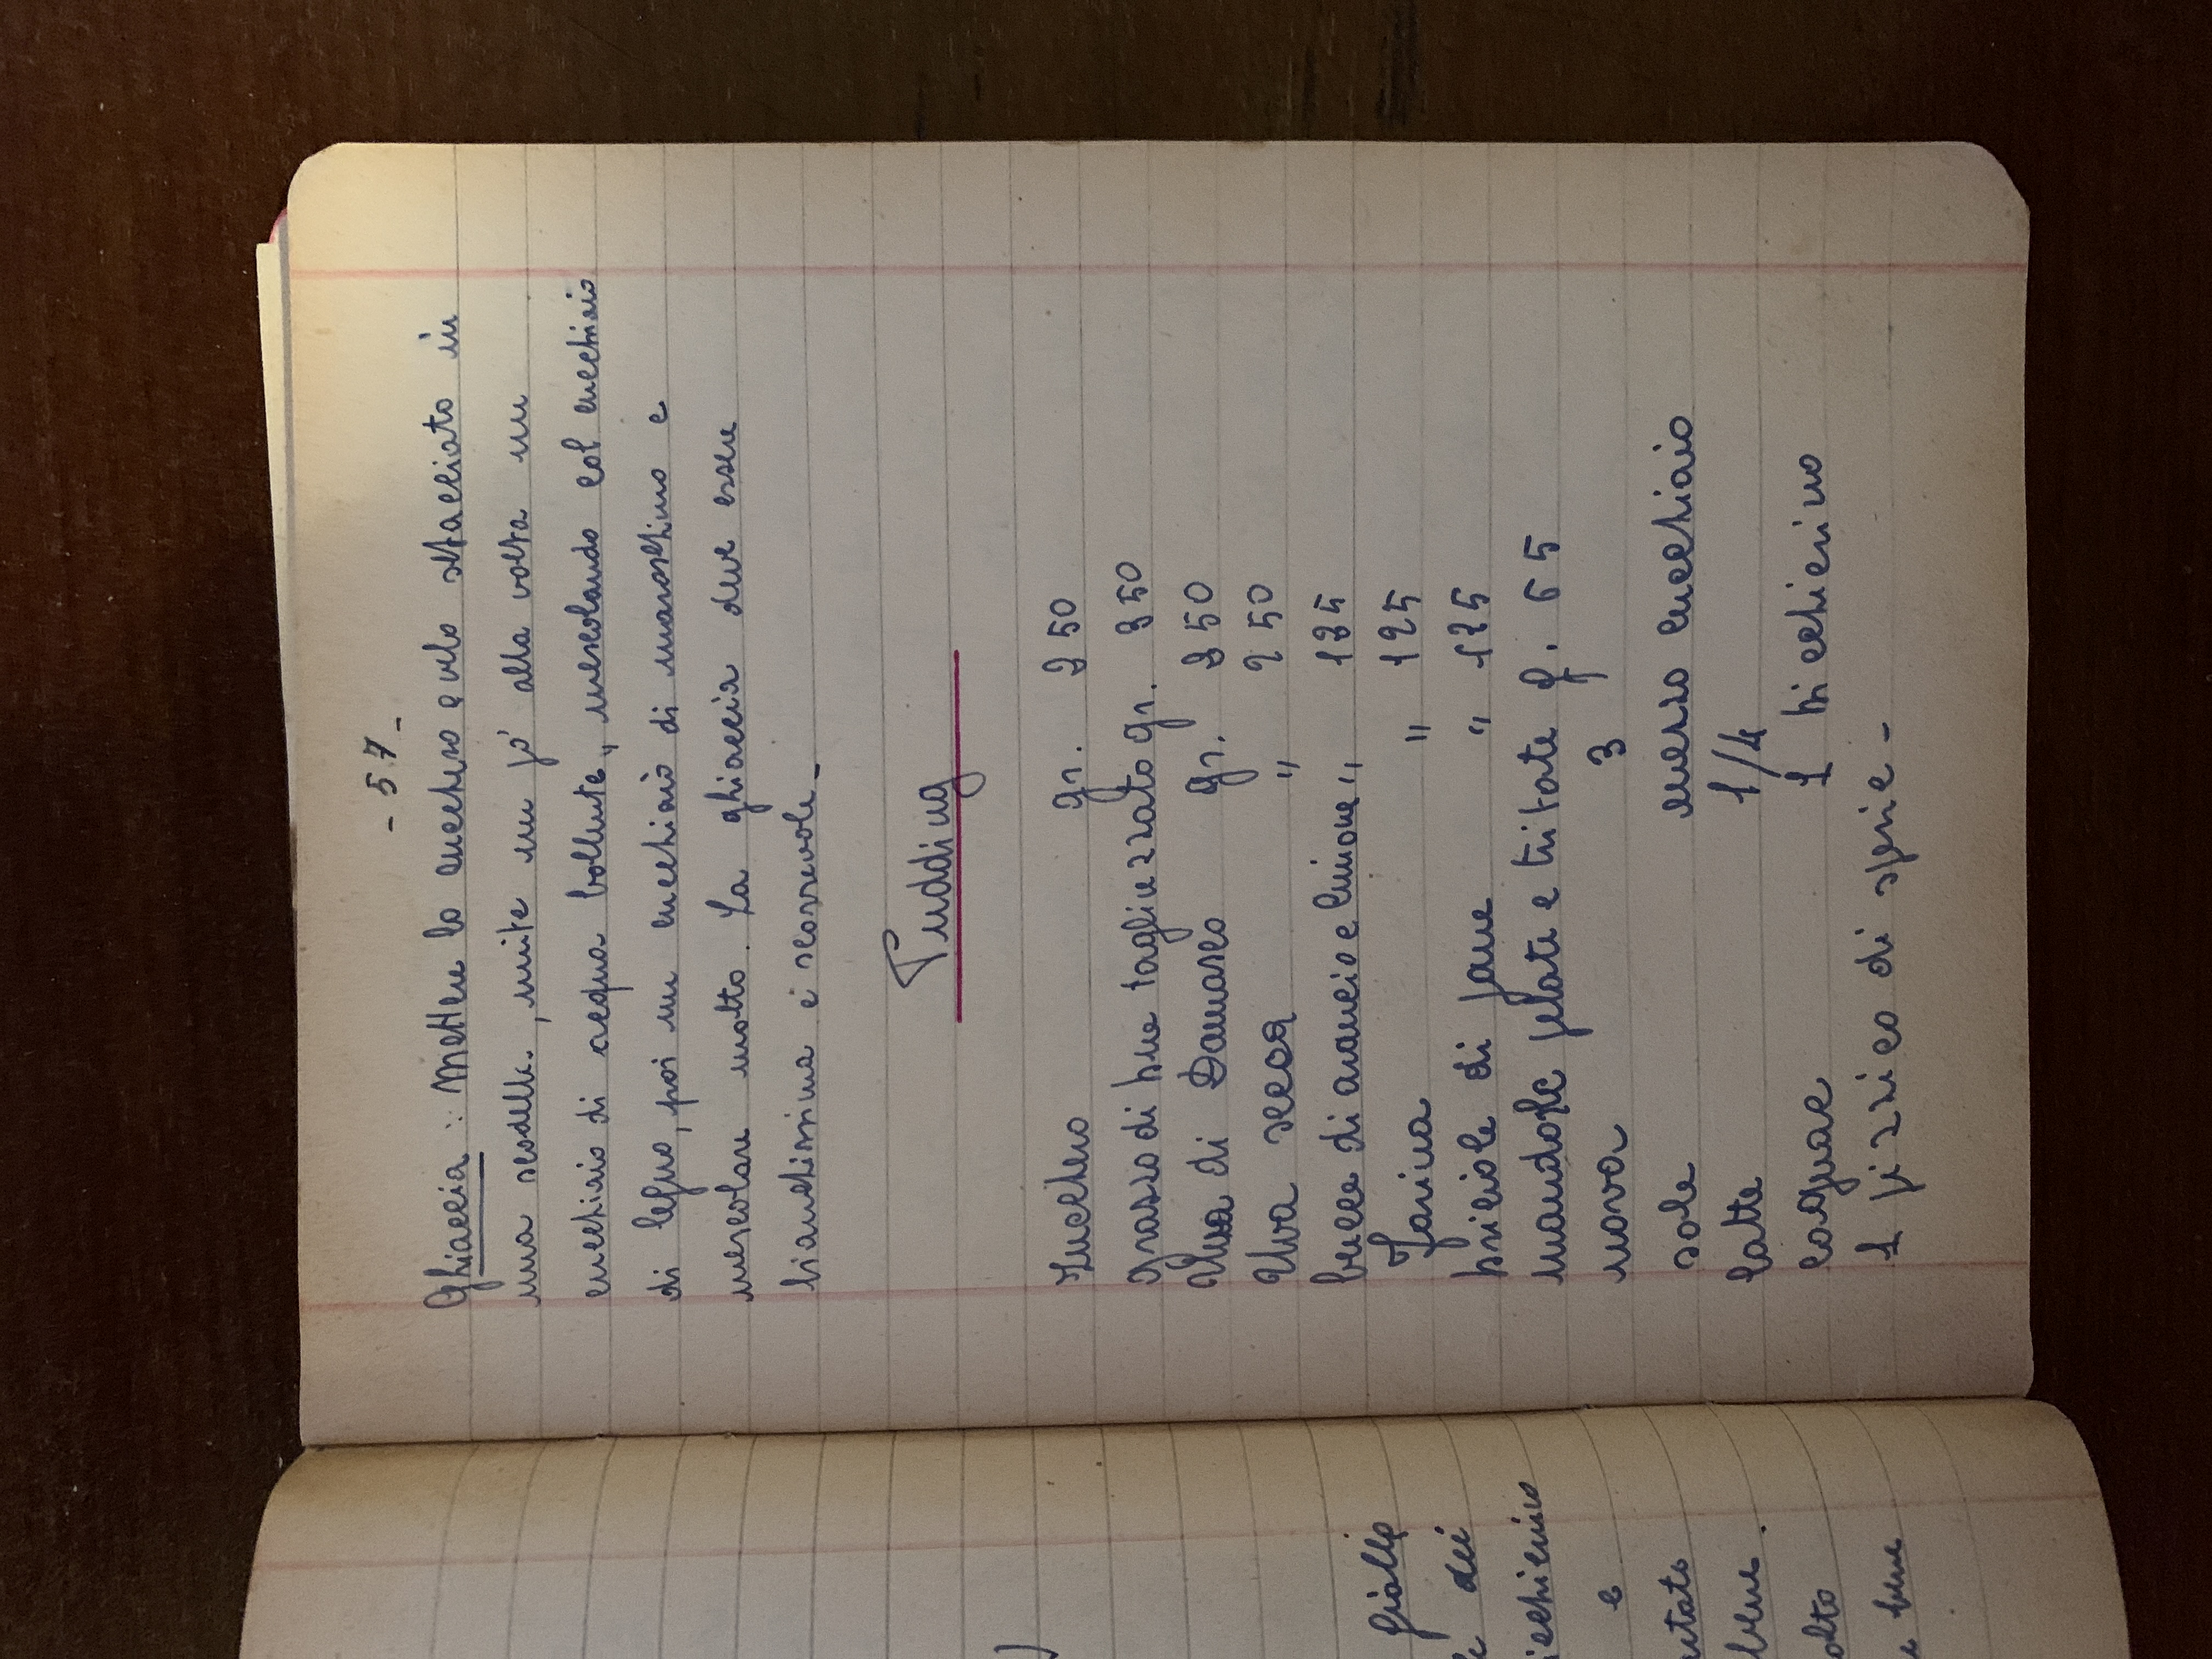 - 57 -
Ghiaccia : Mettere lo zucchero a velo setacciato in
una scodella, unite un po' alla volta un
cucchiaio di acqua bollente, mescolando col cucchiaio
di legno, poi un cucchiaio di maraschino e
mescolare molto. La ghiaccia deve essere
bianchissima e scorrevole -
Pudding
Zucchero gr. 250
grasso di bue tagliuzzato gr. 250
Uva di Damasco gr. 250
Uva secca " 250
bucce di arancio e limone " 125
Farina " 125
briciole di pane " 125
mandorle pelate e tritate g. 65
uova 3
sale mezzo cucchiaio
latte 1/4
cognac 1 bicchierino
1 pizzico di spezie -
)
gialle
dei
bicchierino
e
bene.
molto
bene